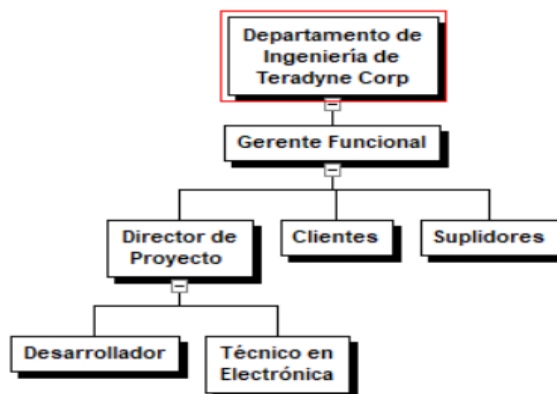 Departamento de
Ingeniería de
Teradyne Corp
Gerente Funcional
Director de
Proyecto
Clientes
Suplidores
Desarrollador
Técnico en
Electrónica